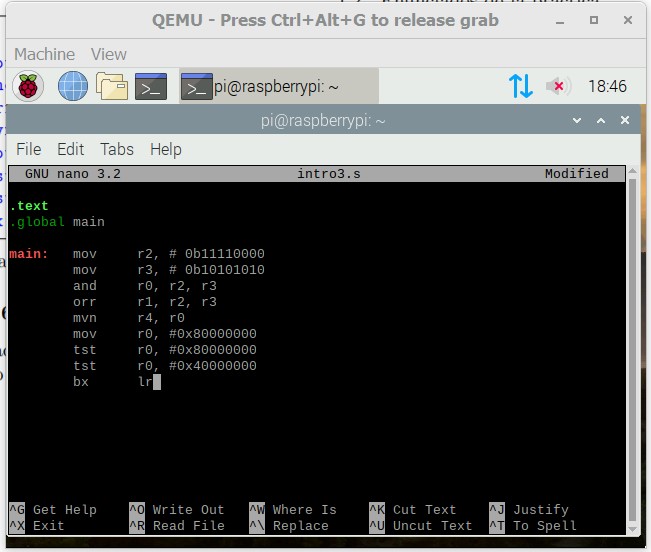 QEMU - Press Ctrl+Alt+G to release grab
Machine View
pi@raspberrypi: ~ 18:46
pi@raspberrypi: ~
File Edit Tabs Help
GNU nano 3.2 intro3.s Modified
.text
.global main
main: mov r2, # 0b11110000
mov r3, # 0b10101010
and r0, r2, r3
orr r1, r2, r3
mvn r4, r0
mov r0, #0x80000000
tst r0, #0x80000000
tst r0, #0x40000000
bx lr
^G Get Help ^O Write Out ^W Where Is ^K Cut Text ^J Justify
^X Exit ^R Read File ^\ Replace ^U Uncut Text ^T To Spell